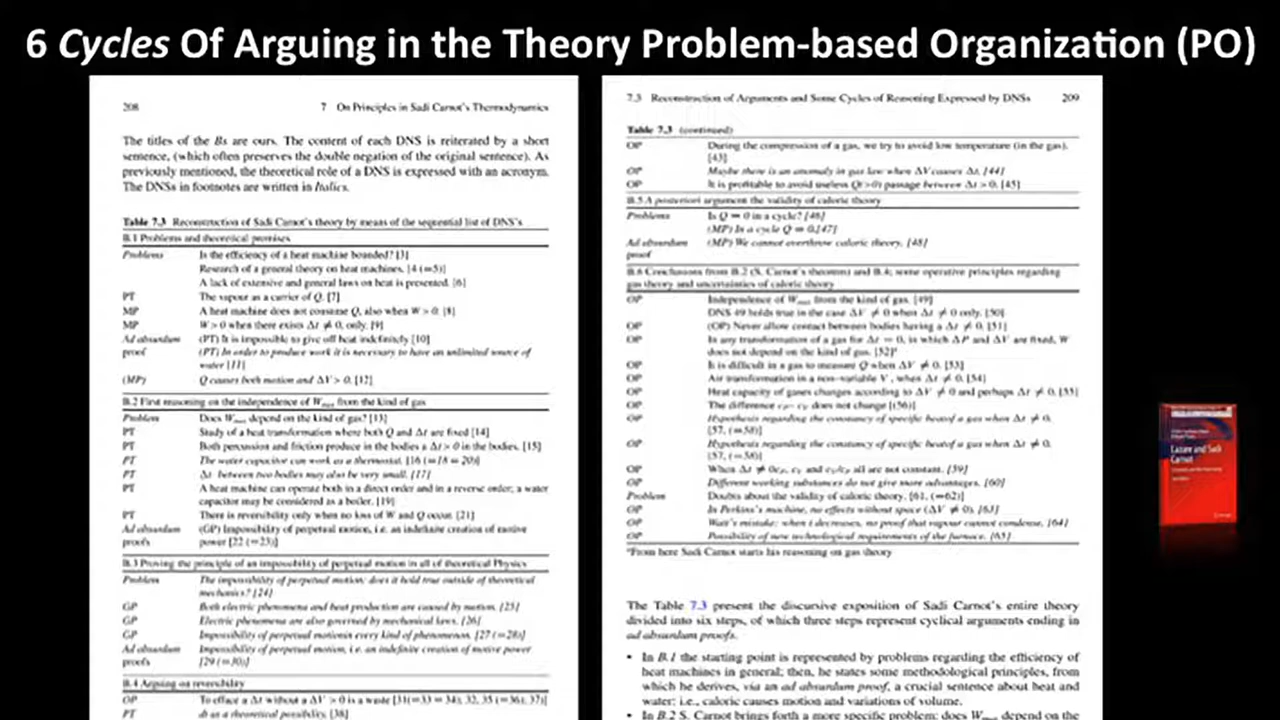 6 Cycles Of Arguing in the Theory Problem-based Organization (PO)
208 7 On Principles in Sadi Carnot's Thermodynamics
The titles of the Bs are ours. The content of each DNS is reiterated by a short
sentence, (which often preserves the double negation of the original sentence). As
previously mentioned, the theoretical role of a DNS is expressed with an acronym.
The DNSs in footnotes are written in Italics.
Table 7.3 Reconstruction of Sadi Carnot's theory by means of the sequential list of DNS's
B.1 Problems and theoretical premises
Problems Is the efficiency of a heat machine bounded? [3]
Research of a general theory on heat machines. [4 (=5)]
A lack of extensive and general laws on heat is presented. [6]
PT The vapour as a carrier of Q. [7]
MP A heat machine does not consume Q, also when W > 0. [8]
MP W > 0 when there exists Δt ≠ 0, only. [9]
Ad absurdum (PT) It is impossible to give off heat indefinitely [10]
proof (PT) In order to produce work it is necessary to have an unlimited source of
water [11]
(MP) Q causes both motion and ΔV > 0. [12]
B.2 First reasoning on the independence of Wmax from the kind of gas
Problem Does Wmax depend on the kind of gas? [13]
PT Study of a heat transformation where both Q and Δt are fixed [14]
PT Both percussion and friction produce in the bodies a Δt > 0 in the bodies. [15]
PT The water capacitor can work as a thermostat. [16 (=18 = 20)]
PT Δt between two bodies may also be very small. [17]
PT A heat machine can operate both in a direct order and in a reverse order; a water
capacitor may be considered as a boiler. [19]
PT There is reversibility only when no loss of W and Q occur. [21]
Ad absurdum (GP) Impossibility of perpetual motion, i.e. an indefinite creation of motive
proofs power [22 (=23)]
B.3 Proving the principle of an impossibility of perpetual motion in all of theoretical Physics
Problem The impossibility of perpetual motion: does it hold true outside of theoretical
mechanics? [24]
GP Both electric phenomena and heat production are caused by motion. [25]
GP Electric phenomena are also governed by mechanical laws. [26]
GP Impossibility of perpetual motionin every kind of phenomenon. [27 (=28)]
Ad absurdum Impossibility of perpetual motion, i.e. an indefinite creation of motive power
proofs [29 (=30)]
B.4 Arguing on reversibility
OP To effect a Δt without a ΔV > 0 is a waste [31(=33 = 34), 32, 35 (=36), 37)]
PT dt as a theoretical possibility. [38]
7.3 Reconstruction of Arguments and Some Cycles of Reasoning Expressed by DNSs 209
Table 7.3 (continued)
OP During the compression of a gas, we try to avoid low temperature (in the gas).
[43]
OP Maybe there is an anomaly in gas law when ΔV causes Δt. [44]
OP It is profitable to avoid useless Q(>0) passage between Δt > 0. [45]
B.5 A posteriori argument the validity of caloric theory
Problems Is Q = 0 in a cycle? [46]
(MP) In a cycle Q = 0.[47]
Ad absurdum (MP) We cannot overthrow caloric theory. [48]
proof
B.6 Conclusions from B.2 (S. Carnot's theorem) and B.4; some operative principles regarding
gas theory and uncertainties of caloric theory
OP Independence of Wmax from the kind of gas. [49]
DNS 49 holds true in the case ΔV ≠ 0 when Δt ≠ 0 only. [50]
OP (OP) Never allow contact between bodies having a Δt ≠ 0. [51]
OP In any transformation of a gas for Δt = 0, in which ΔP and ΔV are fixed, W
does not depend on the kind of gas. [52]a
OP It is difficult in a gas to measure Q when ΔV ≠ 0. [53]
OP Air transformation in a non-variable V, when Δt ≠ 0. [54]
OP Heat capacity of gases changes according to ΔV ≠ 0 and perhaps Δt ≠ 0. [55]
OP The difference cP− cV does not change [(56)]
OP Hypothesis regarding the constancy of specific heatof a gas when Δt ≠ 0.
[57, (=58)]
OP Hypothesis regarding the constancy of specific heatof a gas when Δt ≠ 0.
[57, (=58)]
OP When Δt ≠ 0cP, cV and cV/cP all are not constant. [59]
OP Different working substances do not give more advantages. [60]
Problem Doubts about the validity of caloric theory. [61, (=62)]
OP In Perkin's machine, no effects without space (ΔV ≠ 0). [63]
OP Watt's mistake: when t decreases, no proof that vapour cannot condense. [64]
OP Possibility of new technological requirements of the furnace. [65]
aFrom here Sadi Carnot starts his reasoning on gas theory
The Table 7.3 present the discursive exposition of Sadi Carnot's entire theory
divided into six steps, of which three steps represent cyclical arguments ending in
ad absurdum proofs.
• In B.1 the starting point is represented by problems regarding the efficiency of
heat machines in general; then, he states some methodological principles, from
which he derives, via an ad absurdum proof, a crucial sentence about heat and
water; i.e., caloric causes motion and variations of volume.
• In B.2 S. Carnot brings forth a more specific problem: does Wmax depend on the
Lazare and Sadi
Carnot